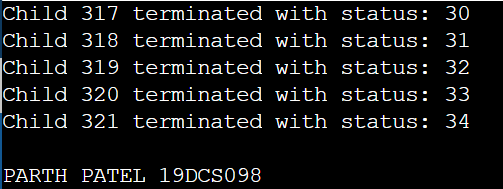 Child 317 terminated with status: 30
Child 318 terminated with status: 31
Child 319 terminated with status: 32
Child 320 terminated with status: 33
Child 321 terminated with status: 34
PARTH PATEL 19DCS098